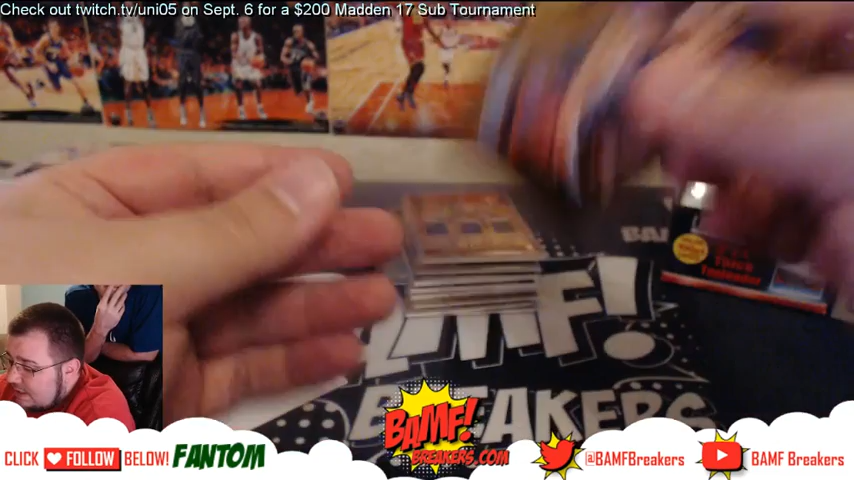 Check out twitch.tv/uni05 on Sept. 6 for a $200 Madden 17 Sub Tournament
BREAKERS
CLICK FOLLOW BELOW! FANTOM
BAMF!
BREAKERS.COM
@BAMFBreakers
BAMF Breakers